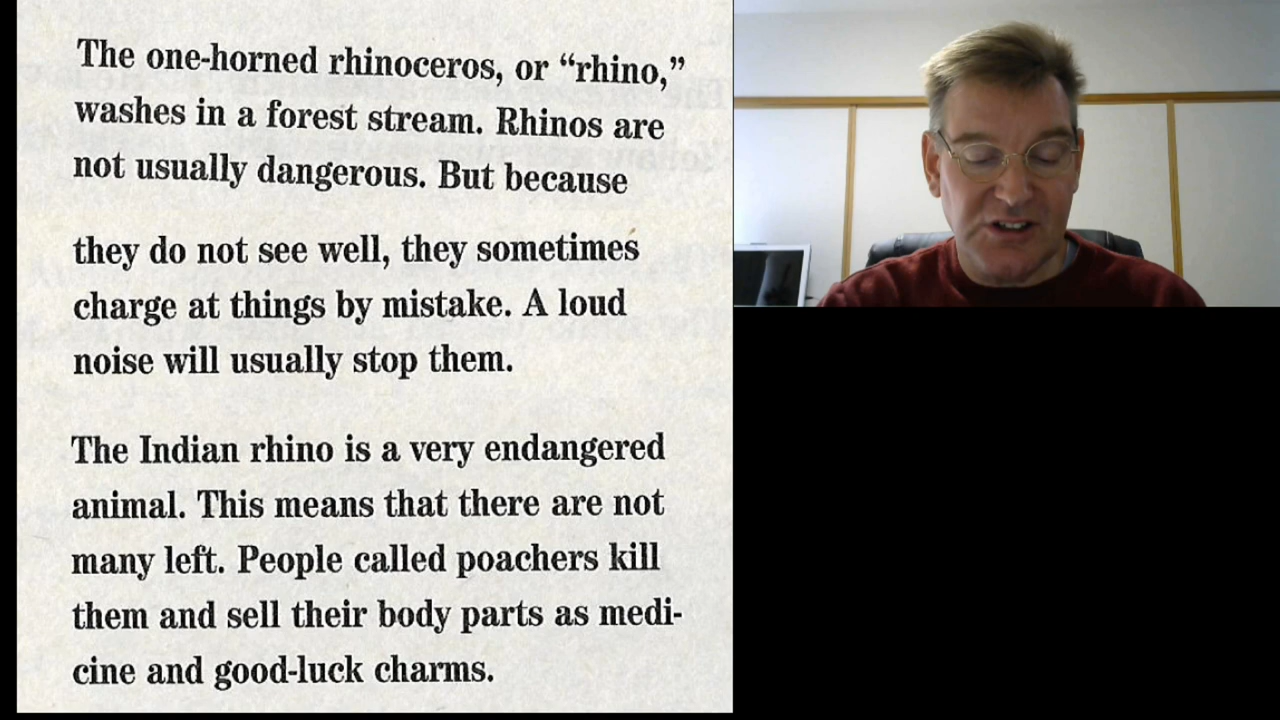 The one-horned rhinoceros, or “rhino,”
washes in a forest stream. Rhinos are
not usually dangerous. But because
they do not see well, they sometimes
charge at things by mistake. A loud
noise will usually stop them.
The Indian rhino is a very endangered
animal. This means that there are not
many left. People called poachers kill
them and sell their body parts as medi-
cine and good-luck charms.